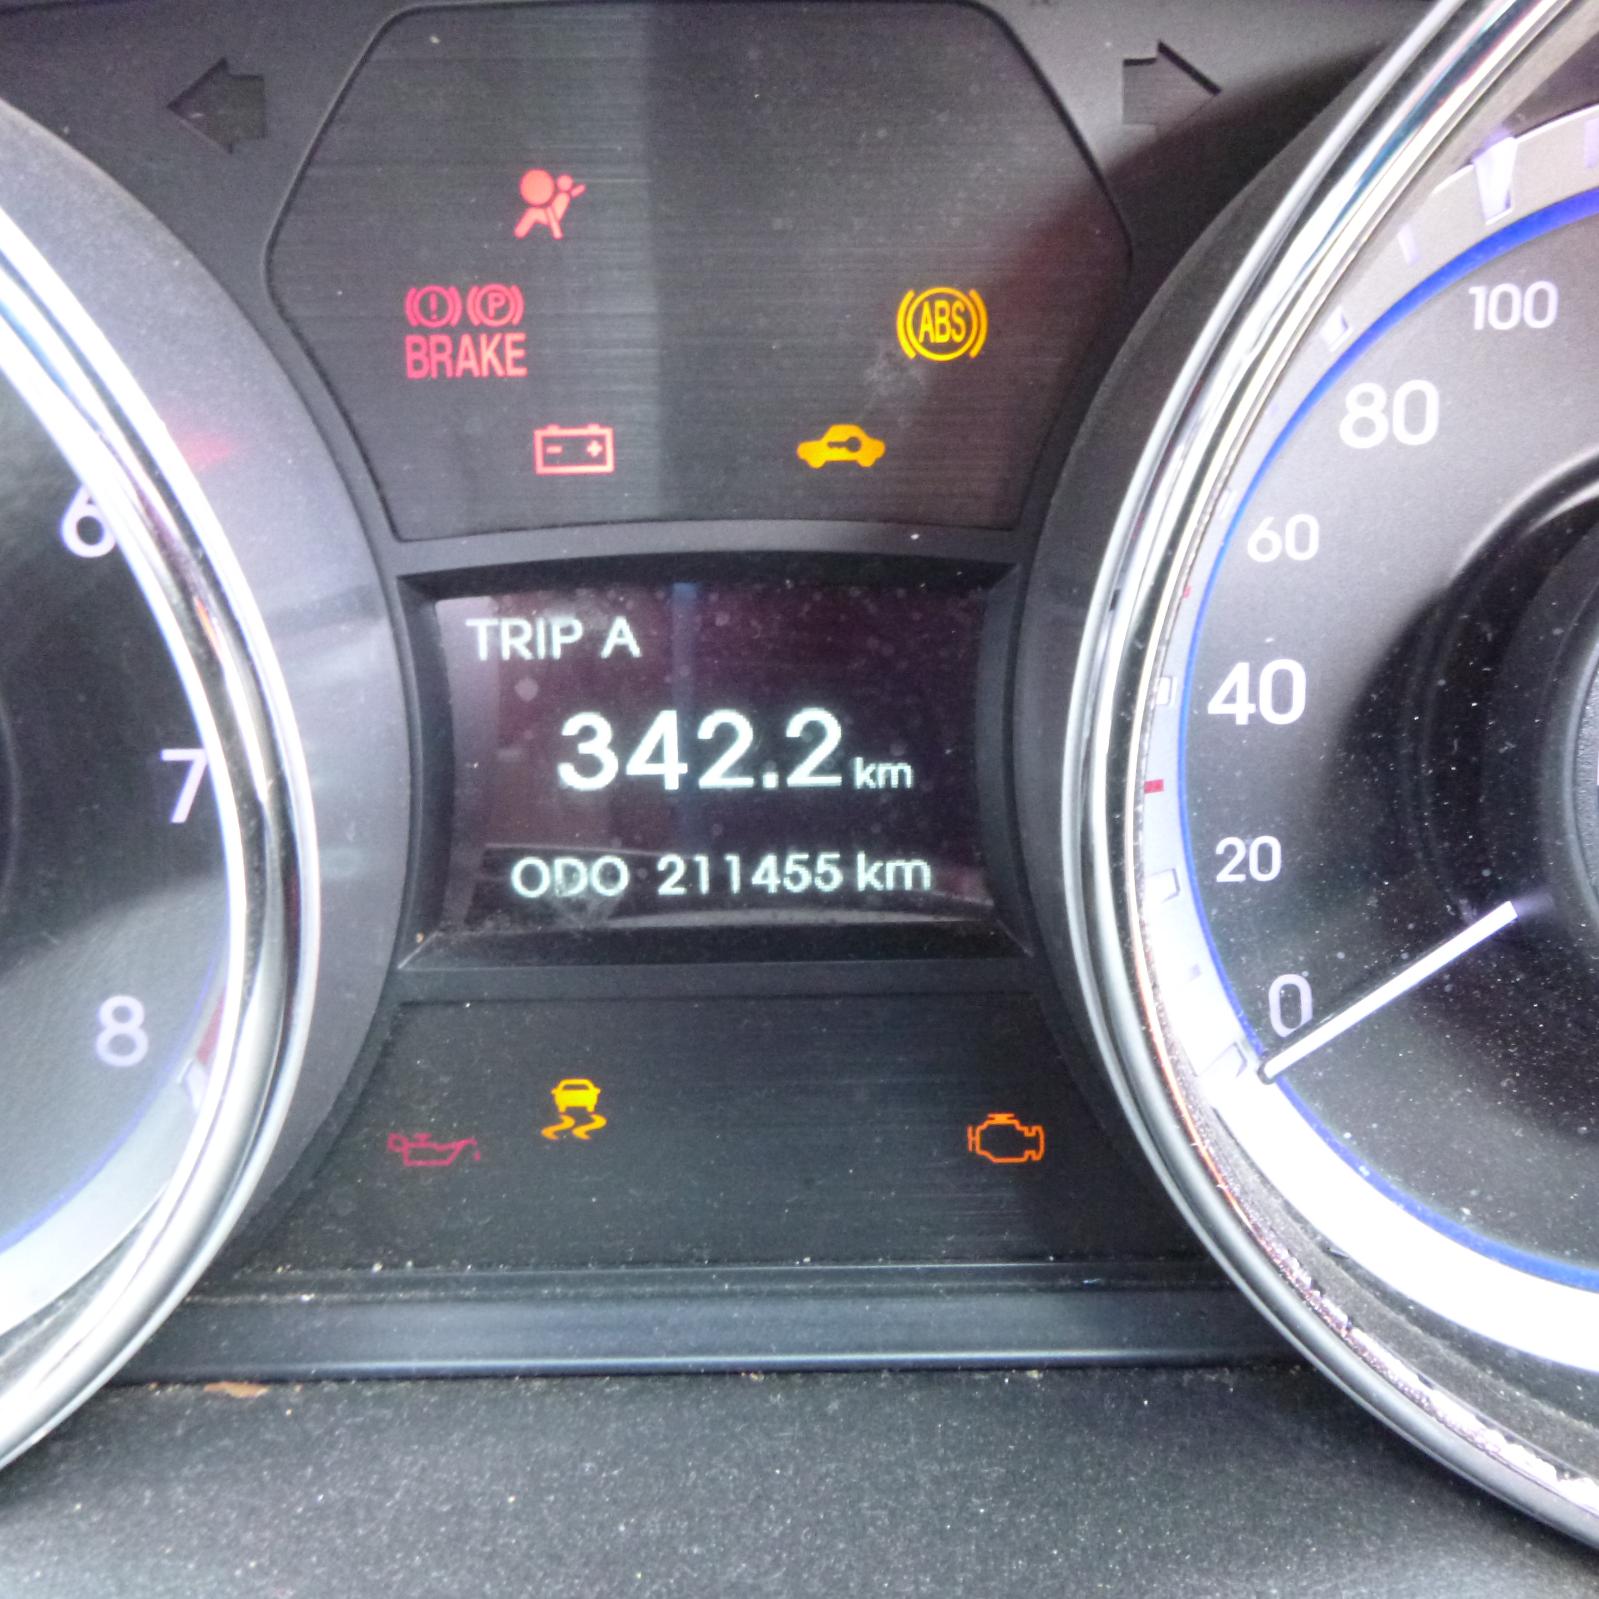 (!) (P)
BRAKE
ABS
- +
TRIP A
342.2 km
ODO 211455 km
6
7
8
100
80
60
40
20
0